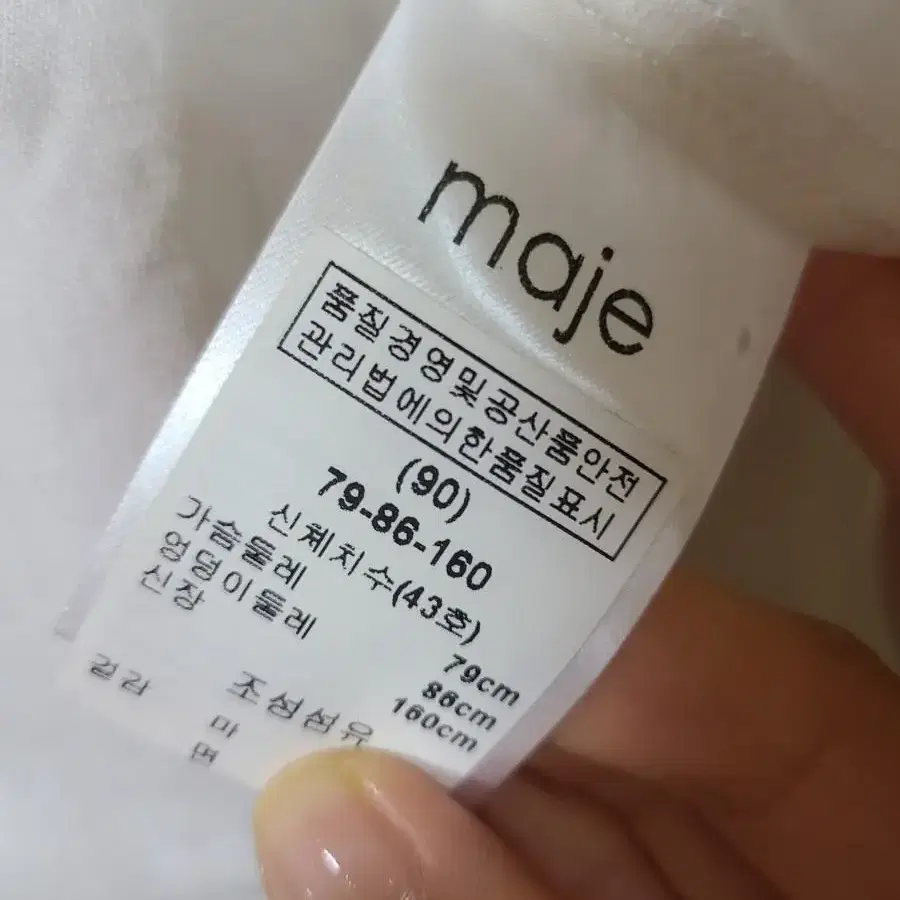 maje
품질경영및공산품안전
관리법에의한품질표시
(90)
79-86-160
신체치수(43호)
가슴둘레 79cm
엉덩이둘레 86cm
신장 160cm
조성섬유
겉감 마
면